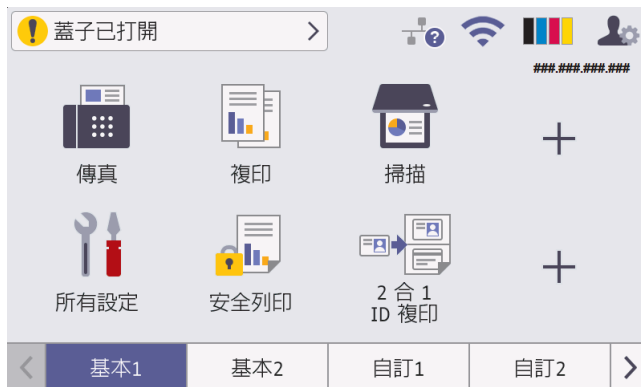 蓋子已打開
###.###.###.###
傳真
複印
掃描
所有設定
安全列印
2 合 1
ID 複印
基本1
基本2
自訂1
自訂2